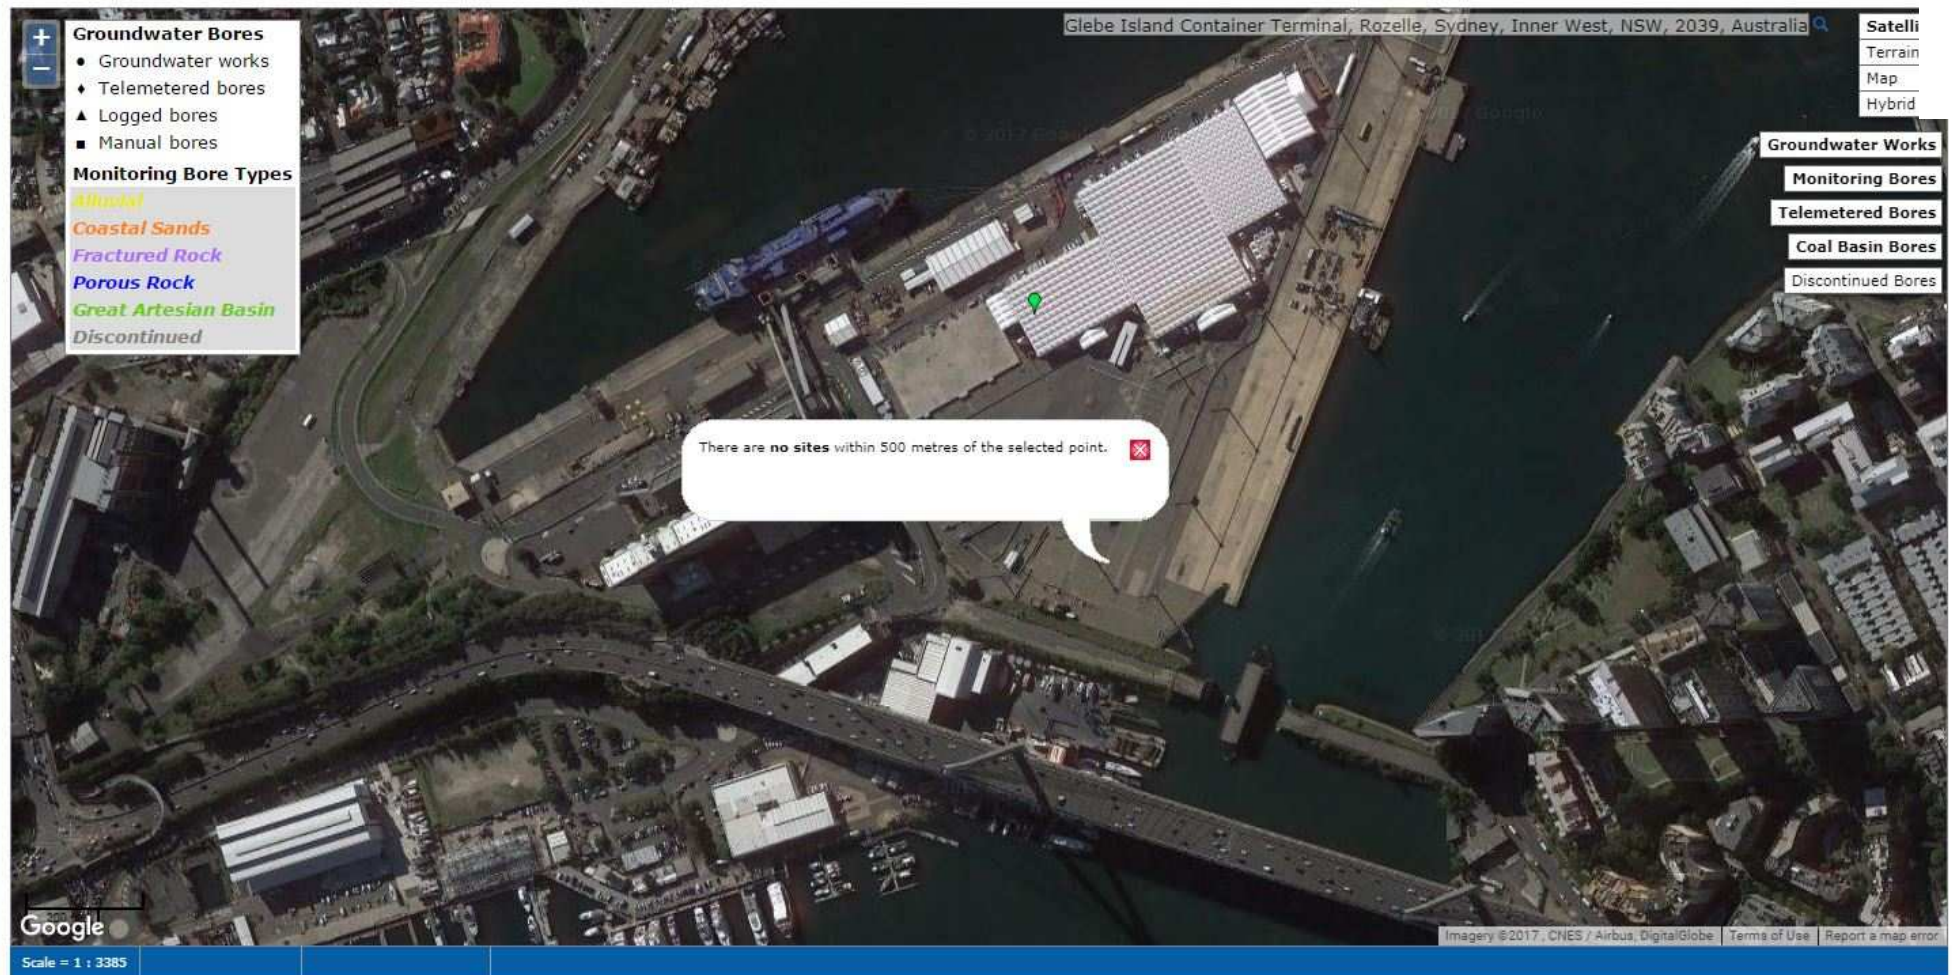 +
−
Groundwater Bores
Groundwater works
Telemetered bores
Logged bores
Manual bores
Monitoring Bore Types
Alluvial
Coastal Sands
Fractured Rock
Porous Rock
Great Artesian Basin
Discontinued
Glebe Island Container Terminal, Rozelle, Sydney, Inner West, NSW, 2039, Australia
Satelli
Terrain
Map
Hybrid
Groundwater Works
Monitoring Bores
Telemetered Bores
Coal Basin Bores
Discontinued Bores
There are no sites within 500 metres of the selected point.
Google
Imagery ©2017, CNES / Airbus, DigitalGlobe
Terms of Use
Report a map error
Scale = 1 : 3385